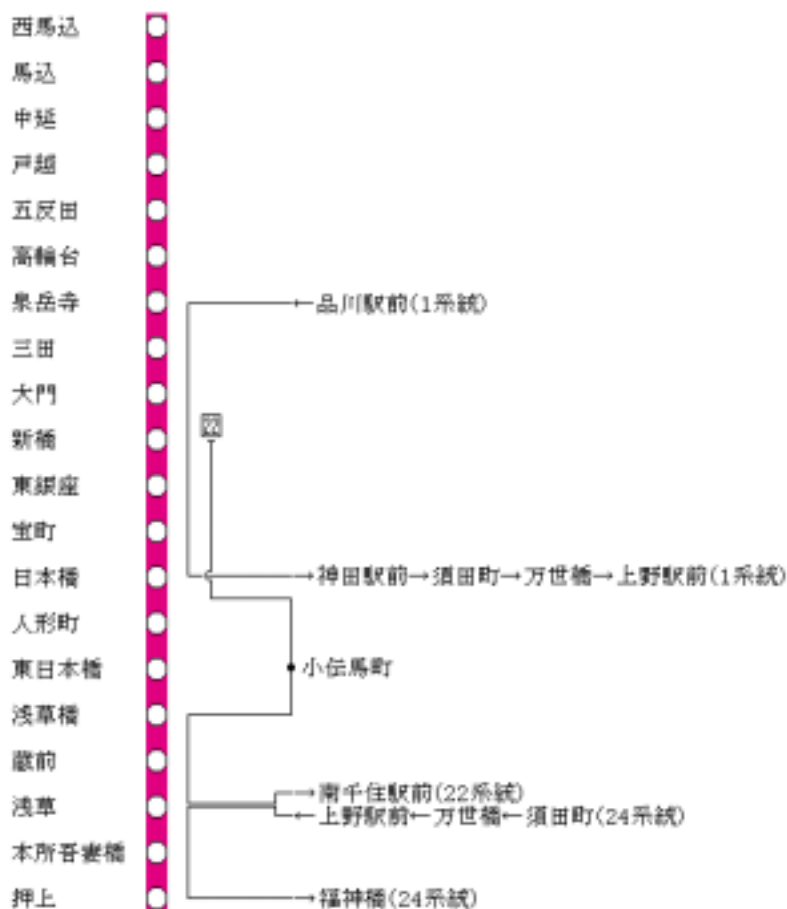 西馬込
馬込
中延
戸越
五反田
高輪台
泉岳寺
←品川駅前(1系統)
三田
大門
22
新橋
東銀座
宝町
日本橋
→神田駅前→須田町→万世橋→上野駅前(1系統)
人形町
東日本橋
小伝馬町
浅草橋
蔵前
→南千住駅前(22系統)
浅草
←上野駅前←万世橋←須田町(24系統)
本所吾妻橋
押上
→福神橋(24系統)